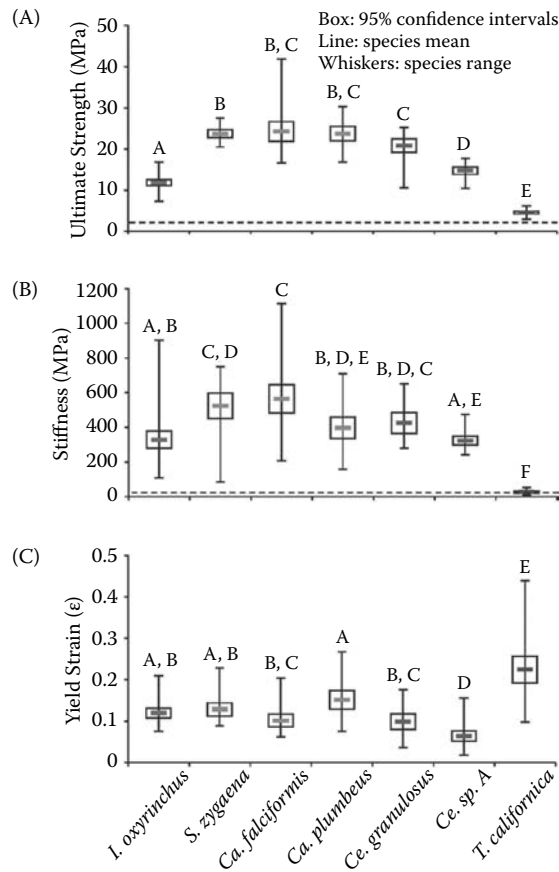 (A)
Box: 95% confidence intervals
Line: species mean
Whiskers: species range
Ultimate Strength (MPa)
50
40
30
20
10
0
A
B
B, C
B, C
C
D
E
(B)
Stiffness (MPa)
1200
1000
800
600
400
200
0
A, B
C, D
C
B, D, E
B, D, C
A, E
F
(C)
Yield Strain (ε)
0.5
0.4
0.3
0.2
0.1
0
A, B
A, B
B, C
A
B, C
D
E
I. oxyrinchus
S. zygaena
Ca. falciformis
Ca. plumbeus
Ce. granulosus
Ce. sp. A
T. californica